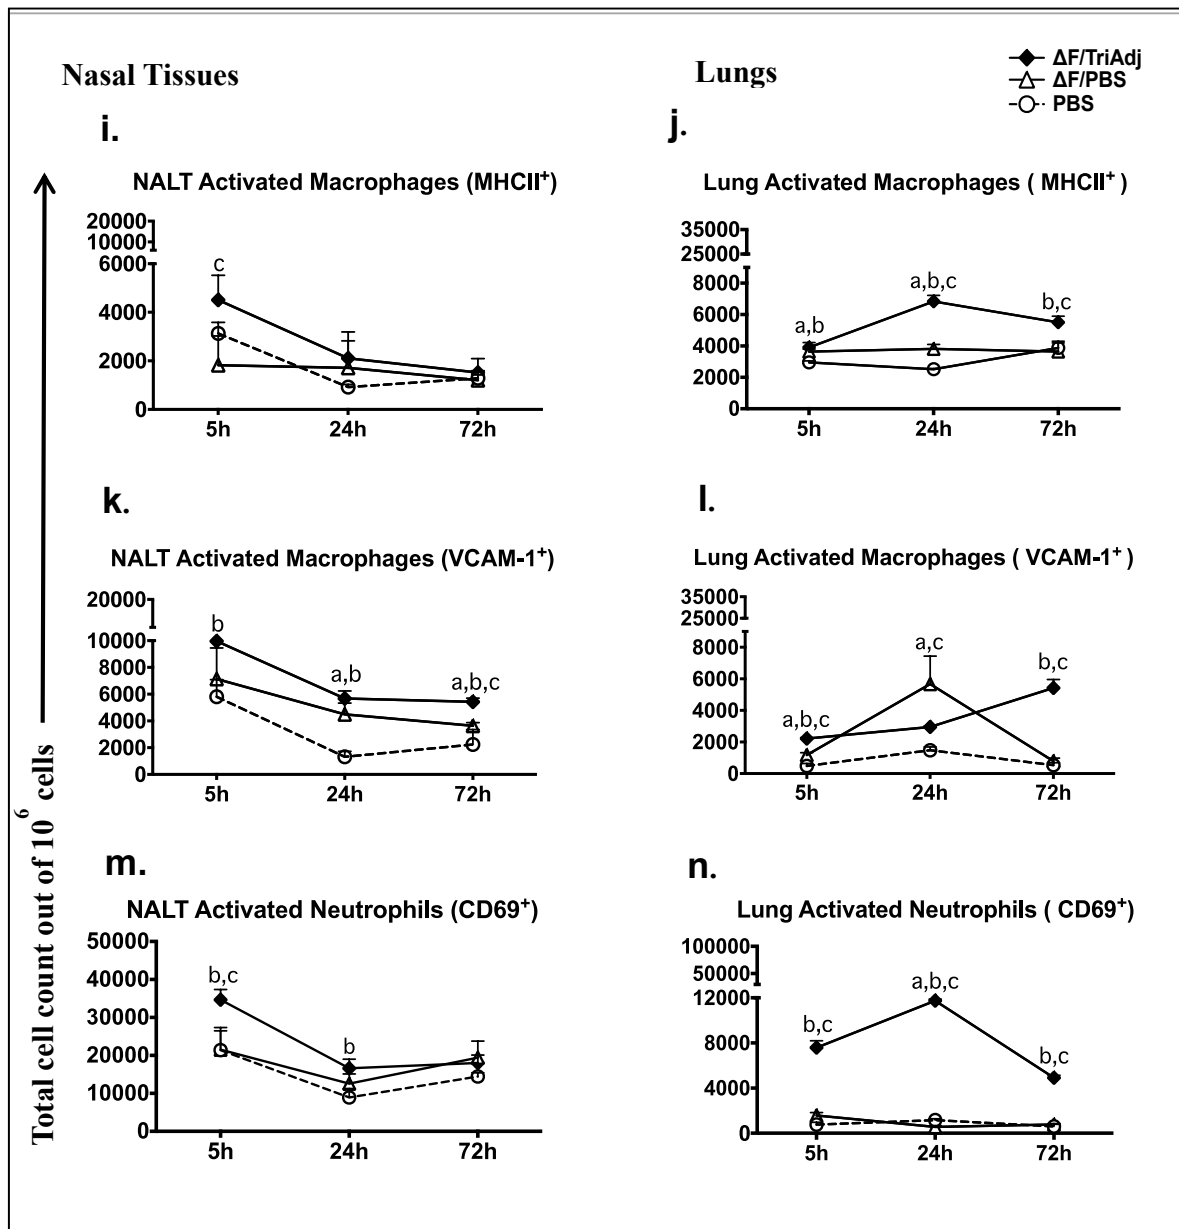 Nasal Tissues
Lungs
ΔF/TriAdj
ΔF/PBS
PBS
Total cell count out of 10⁶ cells
i.
NALT Activated Macrophages (MHCII⁺)
20000
10000
6000
4000
2000
0
c
5h 24h 72h
j.
Lung Activated Macrophages ( MHCII⁺ )
35000
25000
8000
6000
4000
2000
0
a,b
a,b,c
b,c
5h 24h 72h
k.
NALT Activated Macrophages (VCAM-1⁺)
20000
10000
8000
6000
4000
2000
0
b
a,b
a,b,c
5h 24h 72h
l.
Lung Activated Macrophages ( VCAM-1⁺)
35000
25000
8000
6000
4000
2000
0
a,b,c
a,c
b,c
5h 24h 72h
m.
NALT Activated Neutrophils (CD69⁺)
50000
40000
30000
20000
10000
0
b,c
b
5h 24h 72h
n.
Lung Activated Neutrophils ( CD69⁺)
100000
50000
12000
8000
4000
0
b,c
a,b,c
b,c
5h 24h 72h